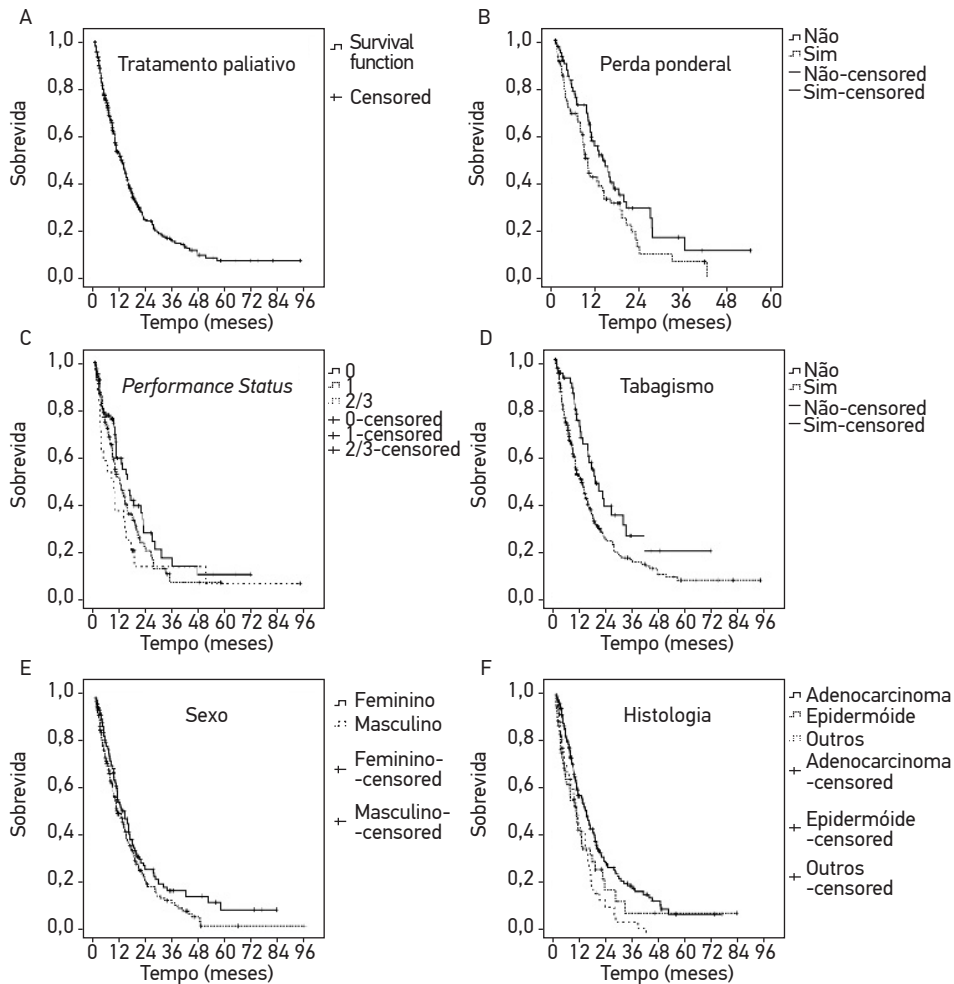 A
1,0
0,8
0,6
0,4
0,2
0,0
Sobrevida
Tratamento paliativo
0 12 24 36 48 60 72 84 96
Tempo (meses)
Survival
function
Censored
B
1,0
0,8
0,6
0,4
0,2
0,0
Sobrevida
Perda ponderal
0 12 24 36 48 60
Tempo (meses)
Não
Sim
Não-censored
Sim-censored
C
1,0
0,8
0,6
0,4
0,2
0,0
Sobrevida
Performance Status
0 12 24 36 48 60 72 84 96
Tempo (meses)
0
1
2/3
0-censored
1-censored
2/3-censored
D
1,0
0,8
0,6
0,4
0,2
0,0
Sobrevida
Tabagismo
0 12 24 36 48 60 72 84 96
Tempo (meses)
Não
Sim
Não-censored
Sim-censored
E
1,0
0,8
0,6
0,4
0,2
0,0
Sobrevida
Sexo
0 12 24 36 48 60 72 84 96
Tempo (meses)
Feminino
Masculino
Feminino-
-censored
Masculino-
-censored
F
1,0
0,8
0,6
0,4
0,2
0,0
Sobrevida
Histologia
0 12 24 36 48 60 72 84 96
Tempo (meses)
Adenocarcinoma
Epidermóide
Outros
Adenocarcinoma
-censored
Epidermóide
-censored
Outros
-censored